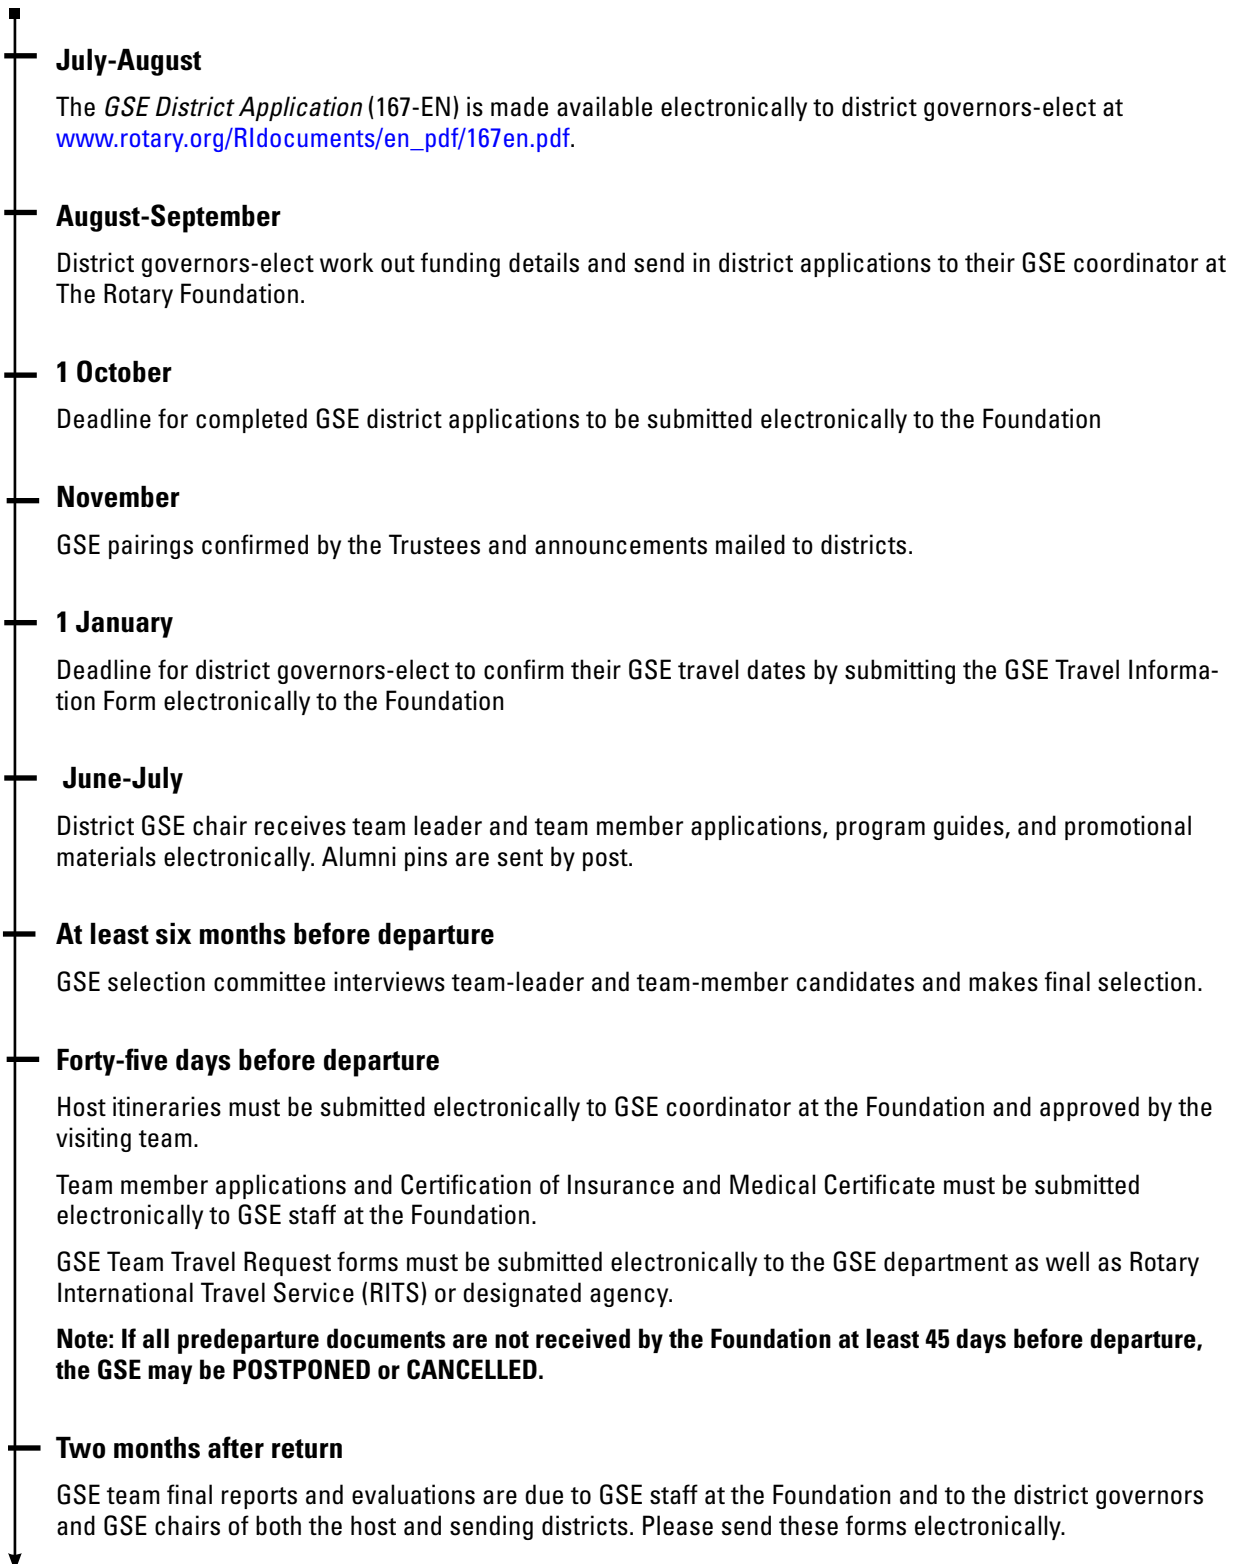 July-August
The GSE District Application (167-EN) is made available electronically to district governors-elect at
www.rotary.org/RIdocuments/en_pdf/167en.pdf.
August-September
District governors-elect work out funding details and send in district applications to their GSE coordinator at
The Rotary Foundation.
1 October
Deadline for completed GSE district applications to be submitted electronically to the Foundation
November
GSE pairings confirmed by the Trustees and announcements mailed to districts.
1 January
Deadline for district governors-elect to confirm their GSE travel dates by submitting the GSE Travel Informa-
tion Form electronically to the Foundation
June-July
District GSE chair receives team leader and team member applications, program guides, and promotional
materials electronically. Alumni pins are sent by post.
At least six months before departure
GSE selection committee interviews team-leader and team-member candidates and makes final selection.
Forty-five days before departure
Host itineraries must be submitted electronically to GSE coordinator at the Foundation and approved by the
visiting team.
Team member applications and Certification of Insurance and Medical Certificate must be submitted
electronically to GSE staff at the Foundation.
GSE Team Travel Request forms must be submitted electronically to the GSE department as well as Rotary
International Travel Service (RITS) or designated agency.
Note: If all predeparture documents are not received by the Foundation at least 45 days before departure,
the GSE may be POSTPONED or CANCELLED.
Two months after return
GSE team final reports and evaluations are due to GSE staff at the Foundation and to the district governors
and GSE chairs of both the host and sending districts. Please send these forms electronically.